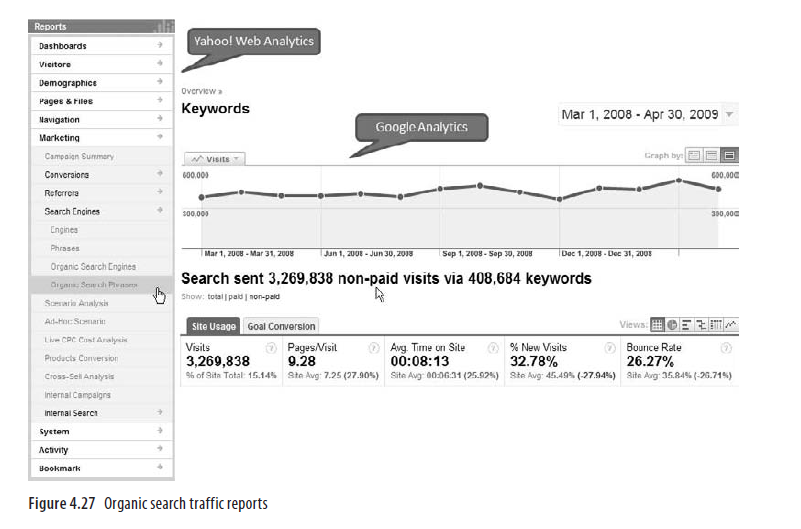 Reports
Dashboards
Visitors
Demographics
Pages & Files
Navigation
Marketing
Campaign Summary
Conversions
Referrers
Search Engines
Engines
Phrases
Organic Search Engines
Organic Search Phrases
Scenario Analysis
Ad-Hoc Scenario
Live CPC Cost Analysis
Products Conversion
Cross-Sell Analysis
Internal Campaigns
Internal Search
System
Activity
Bookmark
Yahoo! Web Analytics
Overview »
Keywords
Mar 1, 2008 - Apr 30, 2009
Google Analytics
Visits
Graph by:
600,000 600,000
300,000 300,000
Mar 1, 2008 - Mar 31, 2008 Jun 1, 2008 - Jun 30, 2008 Sep 1, 2008 - Sep 30, 2008 Dec 1, 2008 - Dec 31, 2008
Search sent 3,269,838 non-paid visits via 408,684 keywords
Show: total | paid | non-paid
Site Usage Goal Conversion Views:
Visits ? Pages/Visit ? Avg. Time on Site ? % New Visits ? Bounce Rate ?
3,269,838 9.28 00:08:13 32.78% 26.27%
% of Site Total: 15.14% Site Avg: 7.25 (27.90%) Site Avg: 00:06:31 (25.92%) Site Avg: 45.49% (-27.94%) Site Avg: 35.84% (-26.71%)
Figure 4.27 Organic search traffic reports